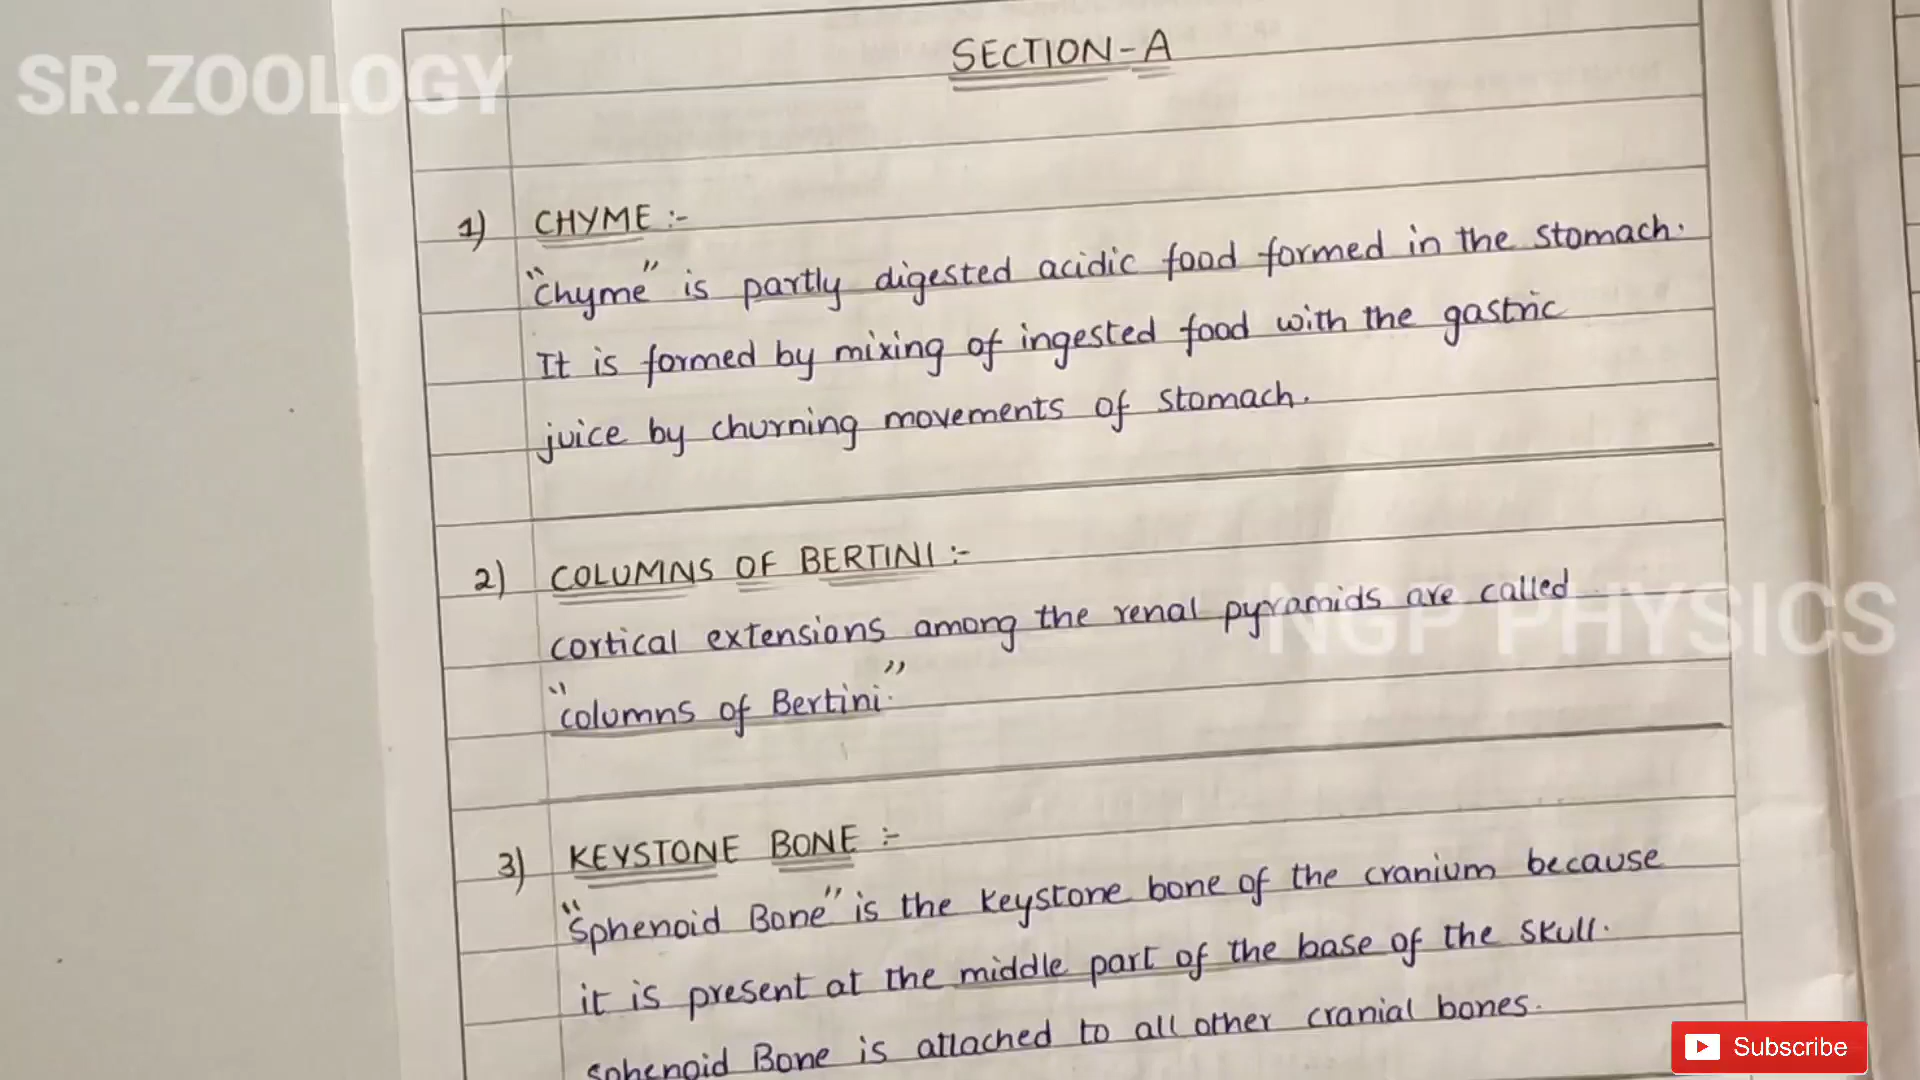 SR.ZOOLOGY
SECTION-A
1) CHYME :-
"Chyme" is partly digested acidic food formed in the stomach.
It is formed by mixing of ingested food with the gastric
juice by churning movements of stomach.
2) COLUMNS OF BERTINI :-
cortical extensions among the renal pyramids are called
NGP PHYSICS
"columns of Bertini."
3) KEYSTONE BONE :-
"Sphenoid Bone" is the keystone bone of the cranium because
it is present at the middle part of the base of the skull.
sphenoid Bone is attached to all other cranial bones.
Subscribe